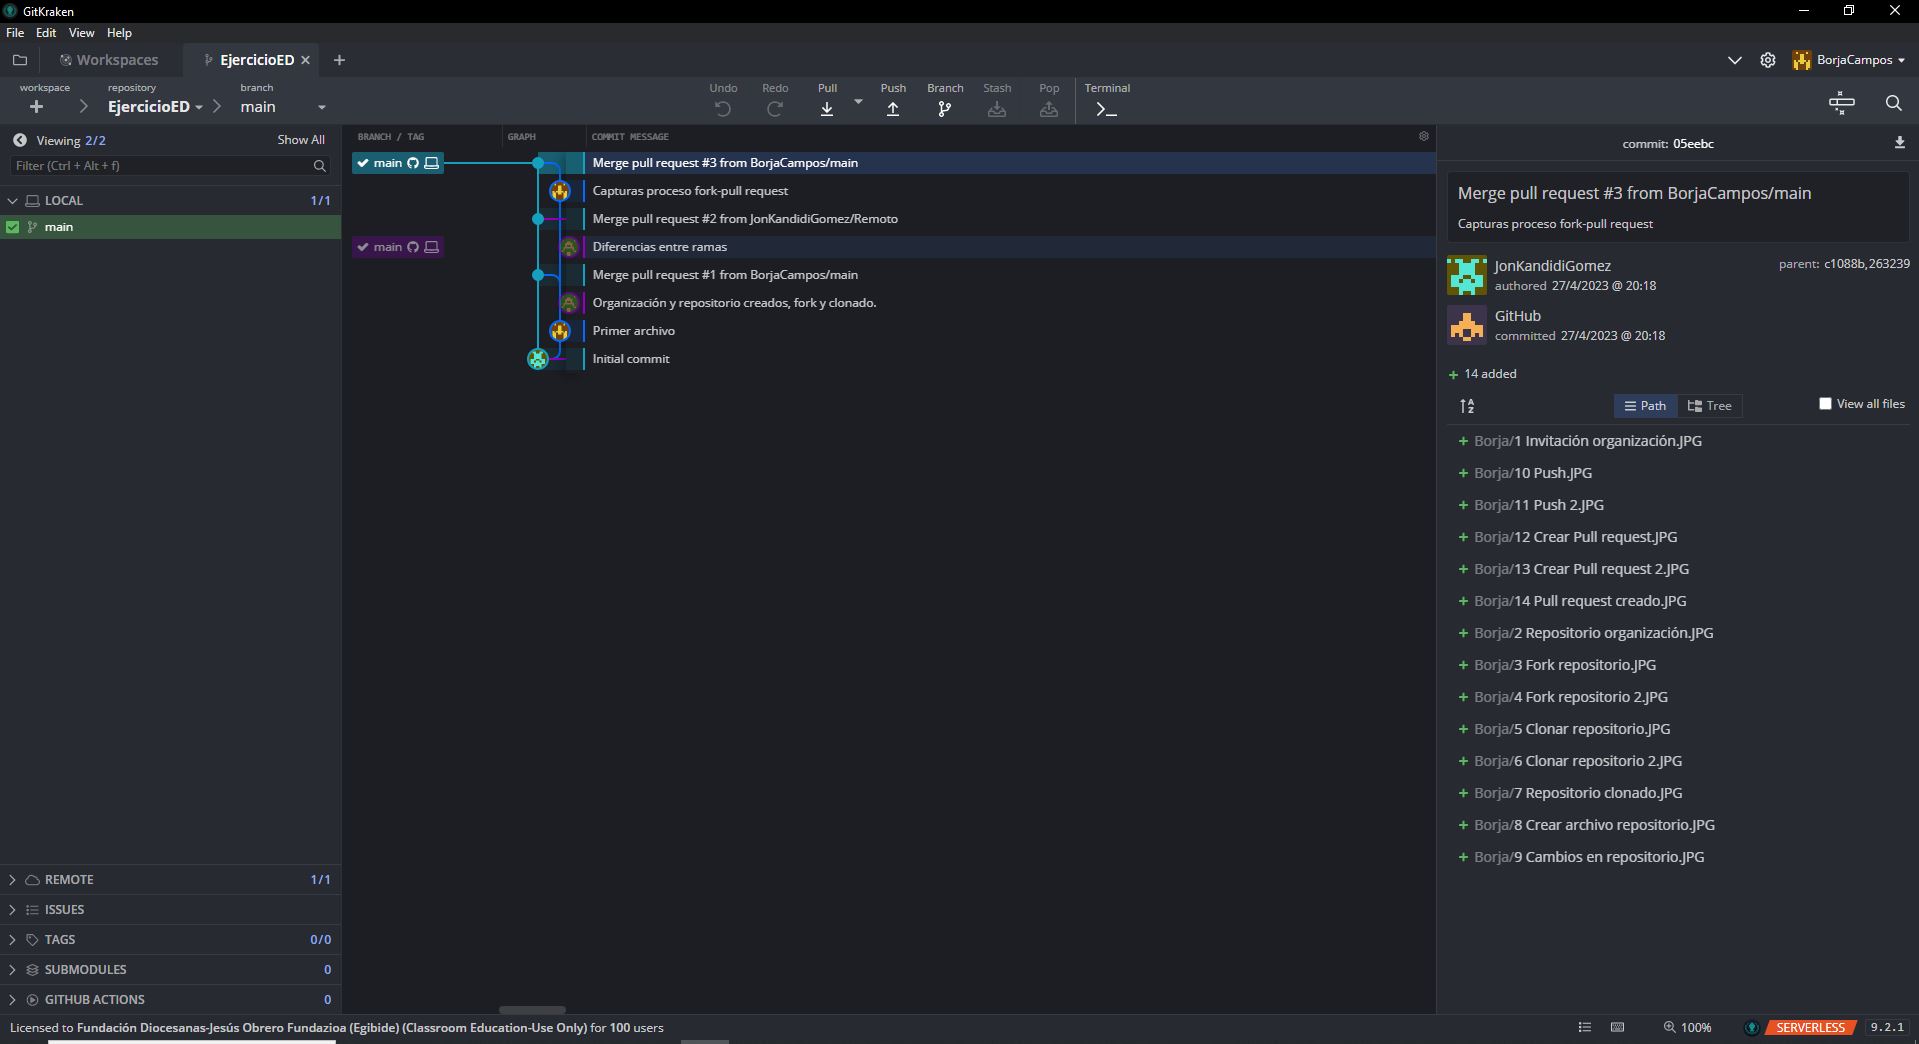 GitKraken
File Edit View Help
Workspaces EjercicioED
BorjaCampos
workspace repository branch
EjercicioED main
Undo Redo Pull Push Branch Stash Pop Terminal
Viewing 2/2 Show All
Filter (Ctrl + Alt + f)
LOCAL 1/1
main
REMOTE 1/1
ISSUES
TAGS 0/0
SUBMODULES 0
GITHUB ACTIONS 0
BRANCH / TAG GRAPH COMMIT MESSAGE
main Merge pull request #3 from BorjaCampos/main
Capturas proceso fork-pull request
Merge pull request #2 from JonKandidiGomez/Remoto
main Diferencias entre ramas
Merge pull request #1 from BorjaCampos/main
Organización y repositorio creados, fork y clonado.
Primer archivo
Initial commit
commit: 05eebc
Merge pull request #3 from BorjaCampos/main
Capturas proceso fork-pull request
JonKandidiGomez parent: c1088b,263239
authored 27/4/2023 @ 20:18
GitHub
committed 27/4/2023 @ 20:18
+ 14 added
Path Tree View all files
+ Borja/1 Invitación organización.JPG
+ Borja/10 Push.JPG
+ Borja/11 Push 2.JPG
+ Borja/12 Crear Pull request.JPG
+ Borja/13 Crear Pull request 2.JPG
+ Borja/14 Pull request creado.JPG
+ Borja/2 Repositorio organización.JPG
+ Borja/3 Fork repositorio.JPG
+ Borja/4 Fork repositorio 2.JPG
+ Borja/5 Clonar repositorio.JPG
+ Borja/6 Clonar repositorio 2.JPG
+ Borja/7 Repositorio clonado.JPG
+ Borja/8 Crear archivo repositorio.JPG
+ Borja/9 Cambios en repositorio.JPG
Licensed to Fundación Diocesanas-Jesús Obrero Fundazioa (Egibide) (Classroom Education-Use Only) for 100 users
100% SERVERLESS 9.2.1